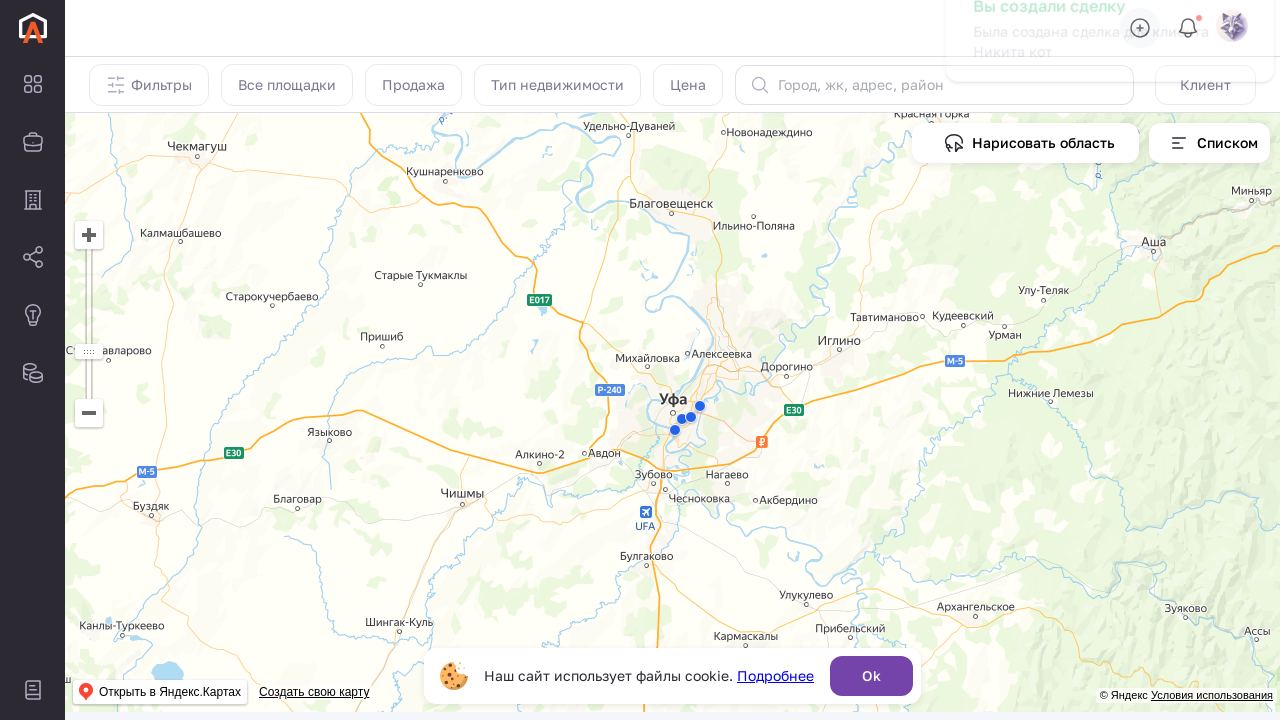 Вы создали сделку
Была создана сделка для клиента
Никита кот
Фильтры
Все площадки
Продажа
Тип недвижимости
Цена
Город, жк, адрес, район
Клиент
Нарисовать область
Списком
Удельно-Дуваней
Новонадеждино
Красная Горка
Чекмагуш
Кушнаренково
Миньяр
Благовещенск
Ильино-Поляна
Калмашбашево
Аша
Старые Тукмаклы
Старокучербаево
E017
Улу-Теляк
Тавтиманово
Кудеевский
Урман
Пришиб
Иглино
Михайловка
Алексеевка
М-5
Дорогино
Р-240
Нижние Лемезы
Уфа
E30
Языково
E30
Алкино-2
Авдон
М-5
Зубово
Нагаево
Чишмы
Чесноковка
Акбердино
Благовар
Буздяк
UFA
Булгаково
Улукулево
Архангельское
Зуяково
Шингак-Куль
Канлы-Туркеево
Прибельский
Кармаскалы
Ассы
Наш сайт использует файлы cookie. Подробнее
Ok
Открыть в Яндекс.Картах
Создать свою карту
© Яндекс Условия использования